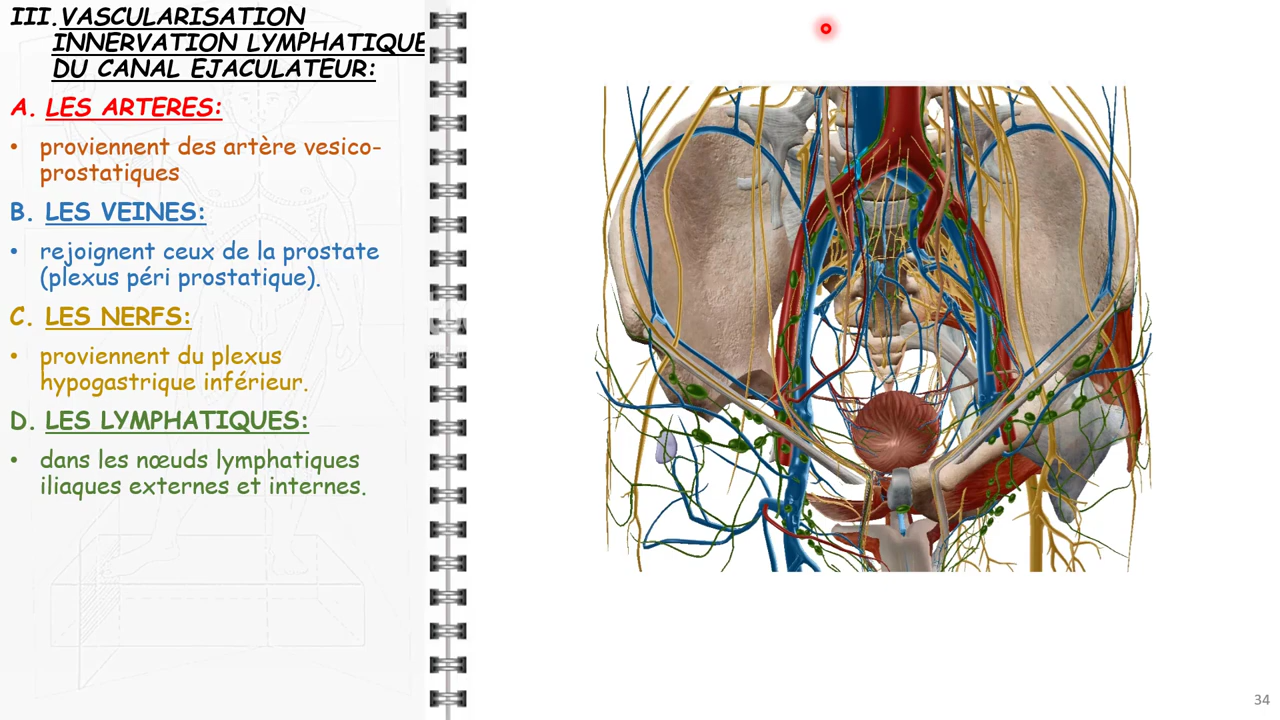 III. VASCULARISATION
INNERVATION LYMPHATIQUE
DU CANAL EJACULATEUR:
A. LES ARTERES:
• proviennent des artère vesico-
prostatiques
B. LES VEINES:
• rejoignent ceux de la prostate
(plexus péri prostatique).
C. LES NERFS:
• proviennent du plexus
hypogastrique inférieur.
D. LES LYMPHATIQUES:
• dans les nœuds lymphatiques
iliaques externes et internes.
34